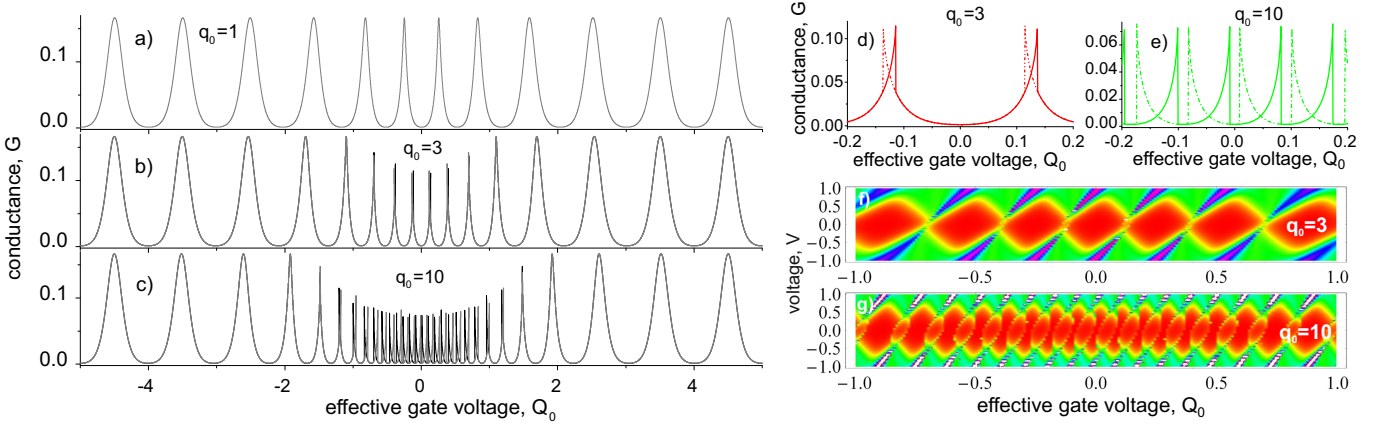 conductance, G
a)
q₀=1
0.1
0.0
-4
-2
0
2
4
b)
q₀=3
0.1
0.0
c)
q₀=10
0.1
0.0
-4
-2
0
2
4
effective gate voltage, Q₀
conductance, G
q₀=3
d)
0.10
0.05
0.00
-0.2
-0.1
0.0
0.1
0.2
effective gate voltage, Q₀
q₀=10
e)
0.06
0.04
0.02
0.00
-0.2
-0.1
0.0
0.1
0.2
effective gate voltage, Q₀
voltage, V
f)
q₀=3
1.0
0.5
0.0
−0.5
−1.0
−1.0
−0.5
0.0
0.5
1.0
g)
q₀=10
1.0
0.5
0.0
−0.5
−1.0
−1.0
−0.5
0.0
0.5
1.0
effective gate voltage, Q₀